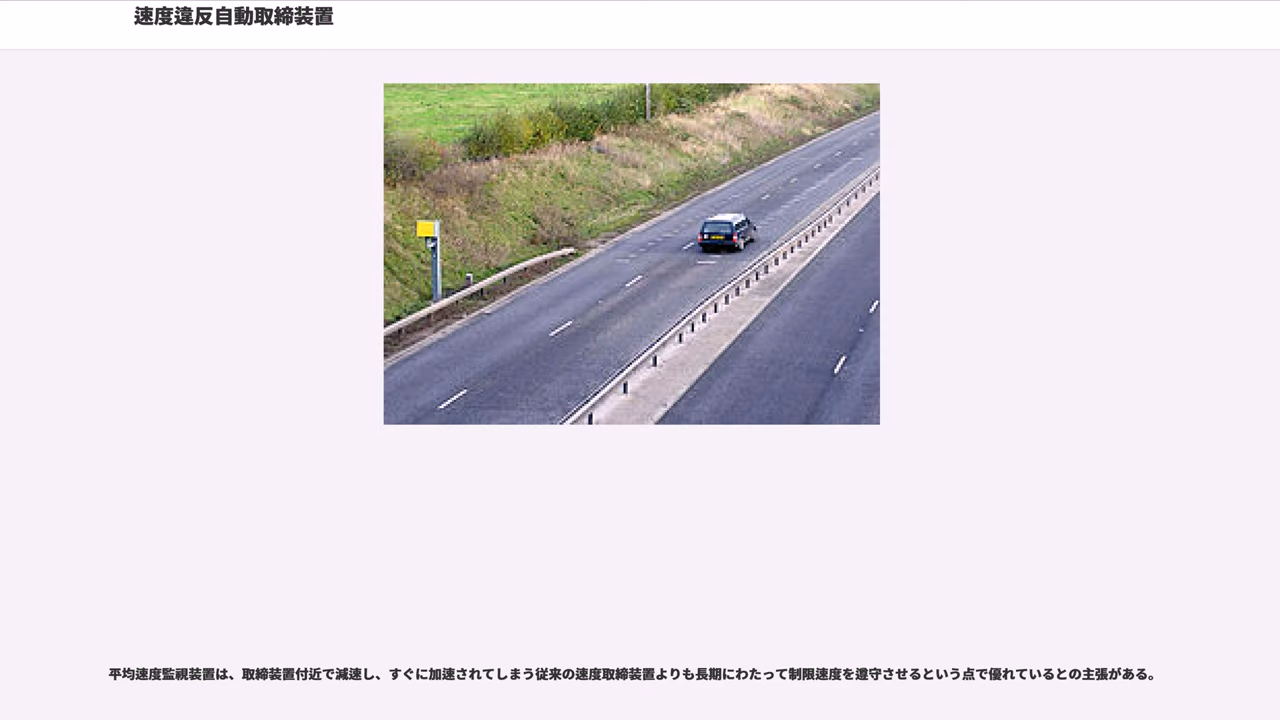 速度違反自動取締装置
平均速度監視装置は、取締装置付近で減速し、すぐに加速されてしまう従来の速度取締装置よりも長期にわたって制限速度を遵守させるという点で優れているとの主張がある。